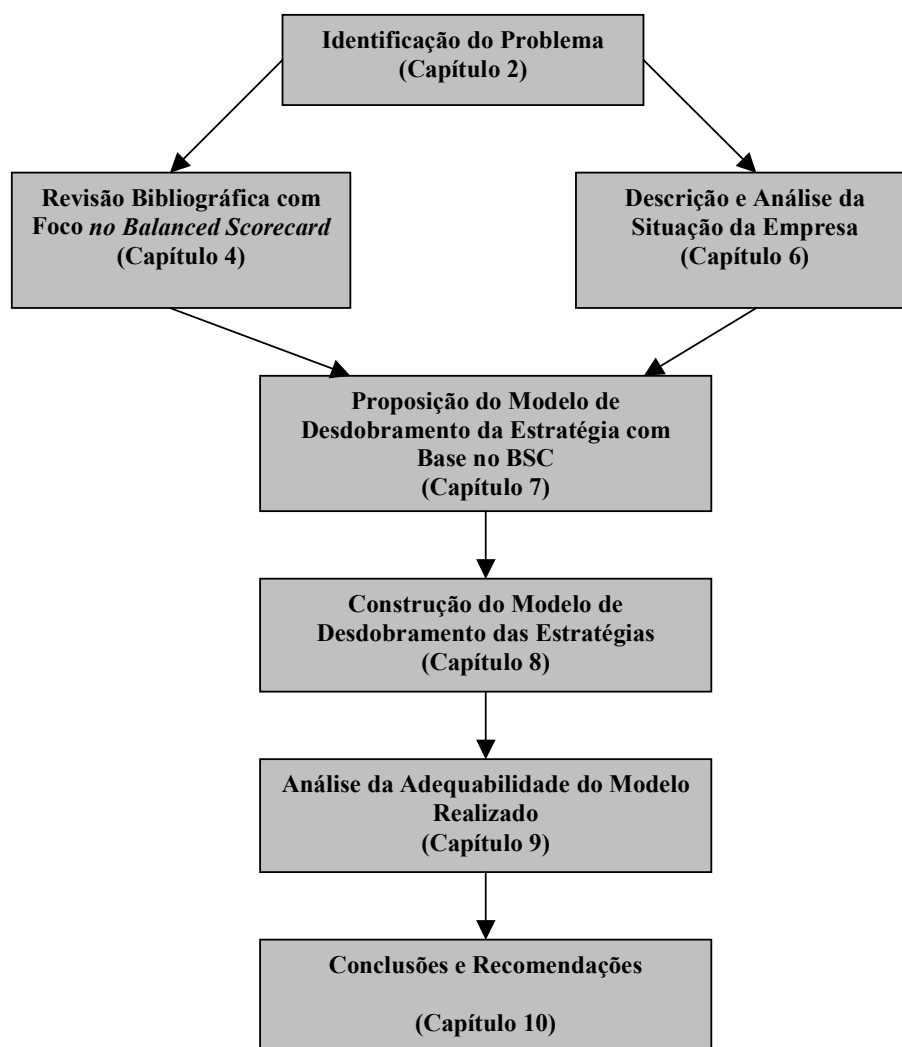 Identificação do Problema
(Capítulo 2)
Revisão Bibliográfica com
Foco no Balanced Scorecard
(Capítulo 4)
Descrição e Análise da
Situação da Empresa
(Capítulo 6)
Proposição do Modelo de
Desdobramento da Estratégia com
Base no BSC
(Capítulo 7)
Construção do Modelo de
Desdobramento das Estratégias
(Capítulo 8)
Análise da Adequabilidade do Modelo
Realizado
(Capítulo 9)
Conclusões e Recomendações
(Capítulo 10)